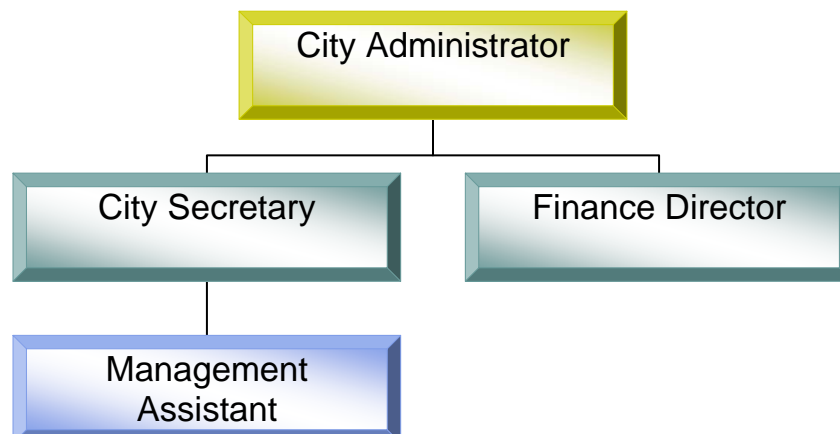 City Administrator
City Secretary
Finance Director
Management
Assistant